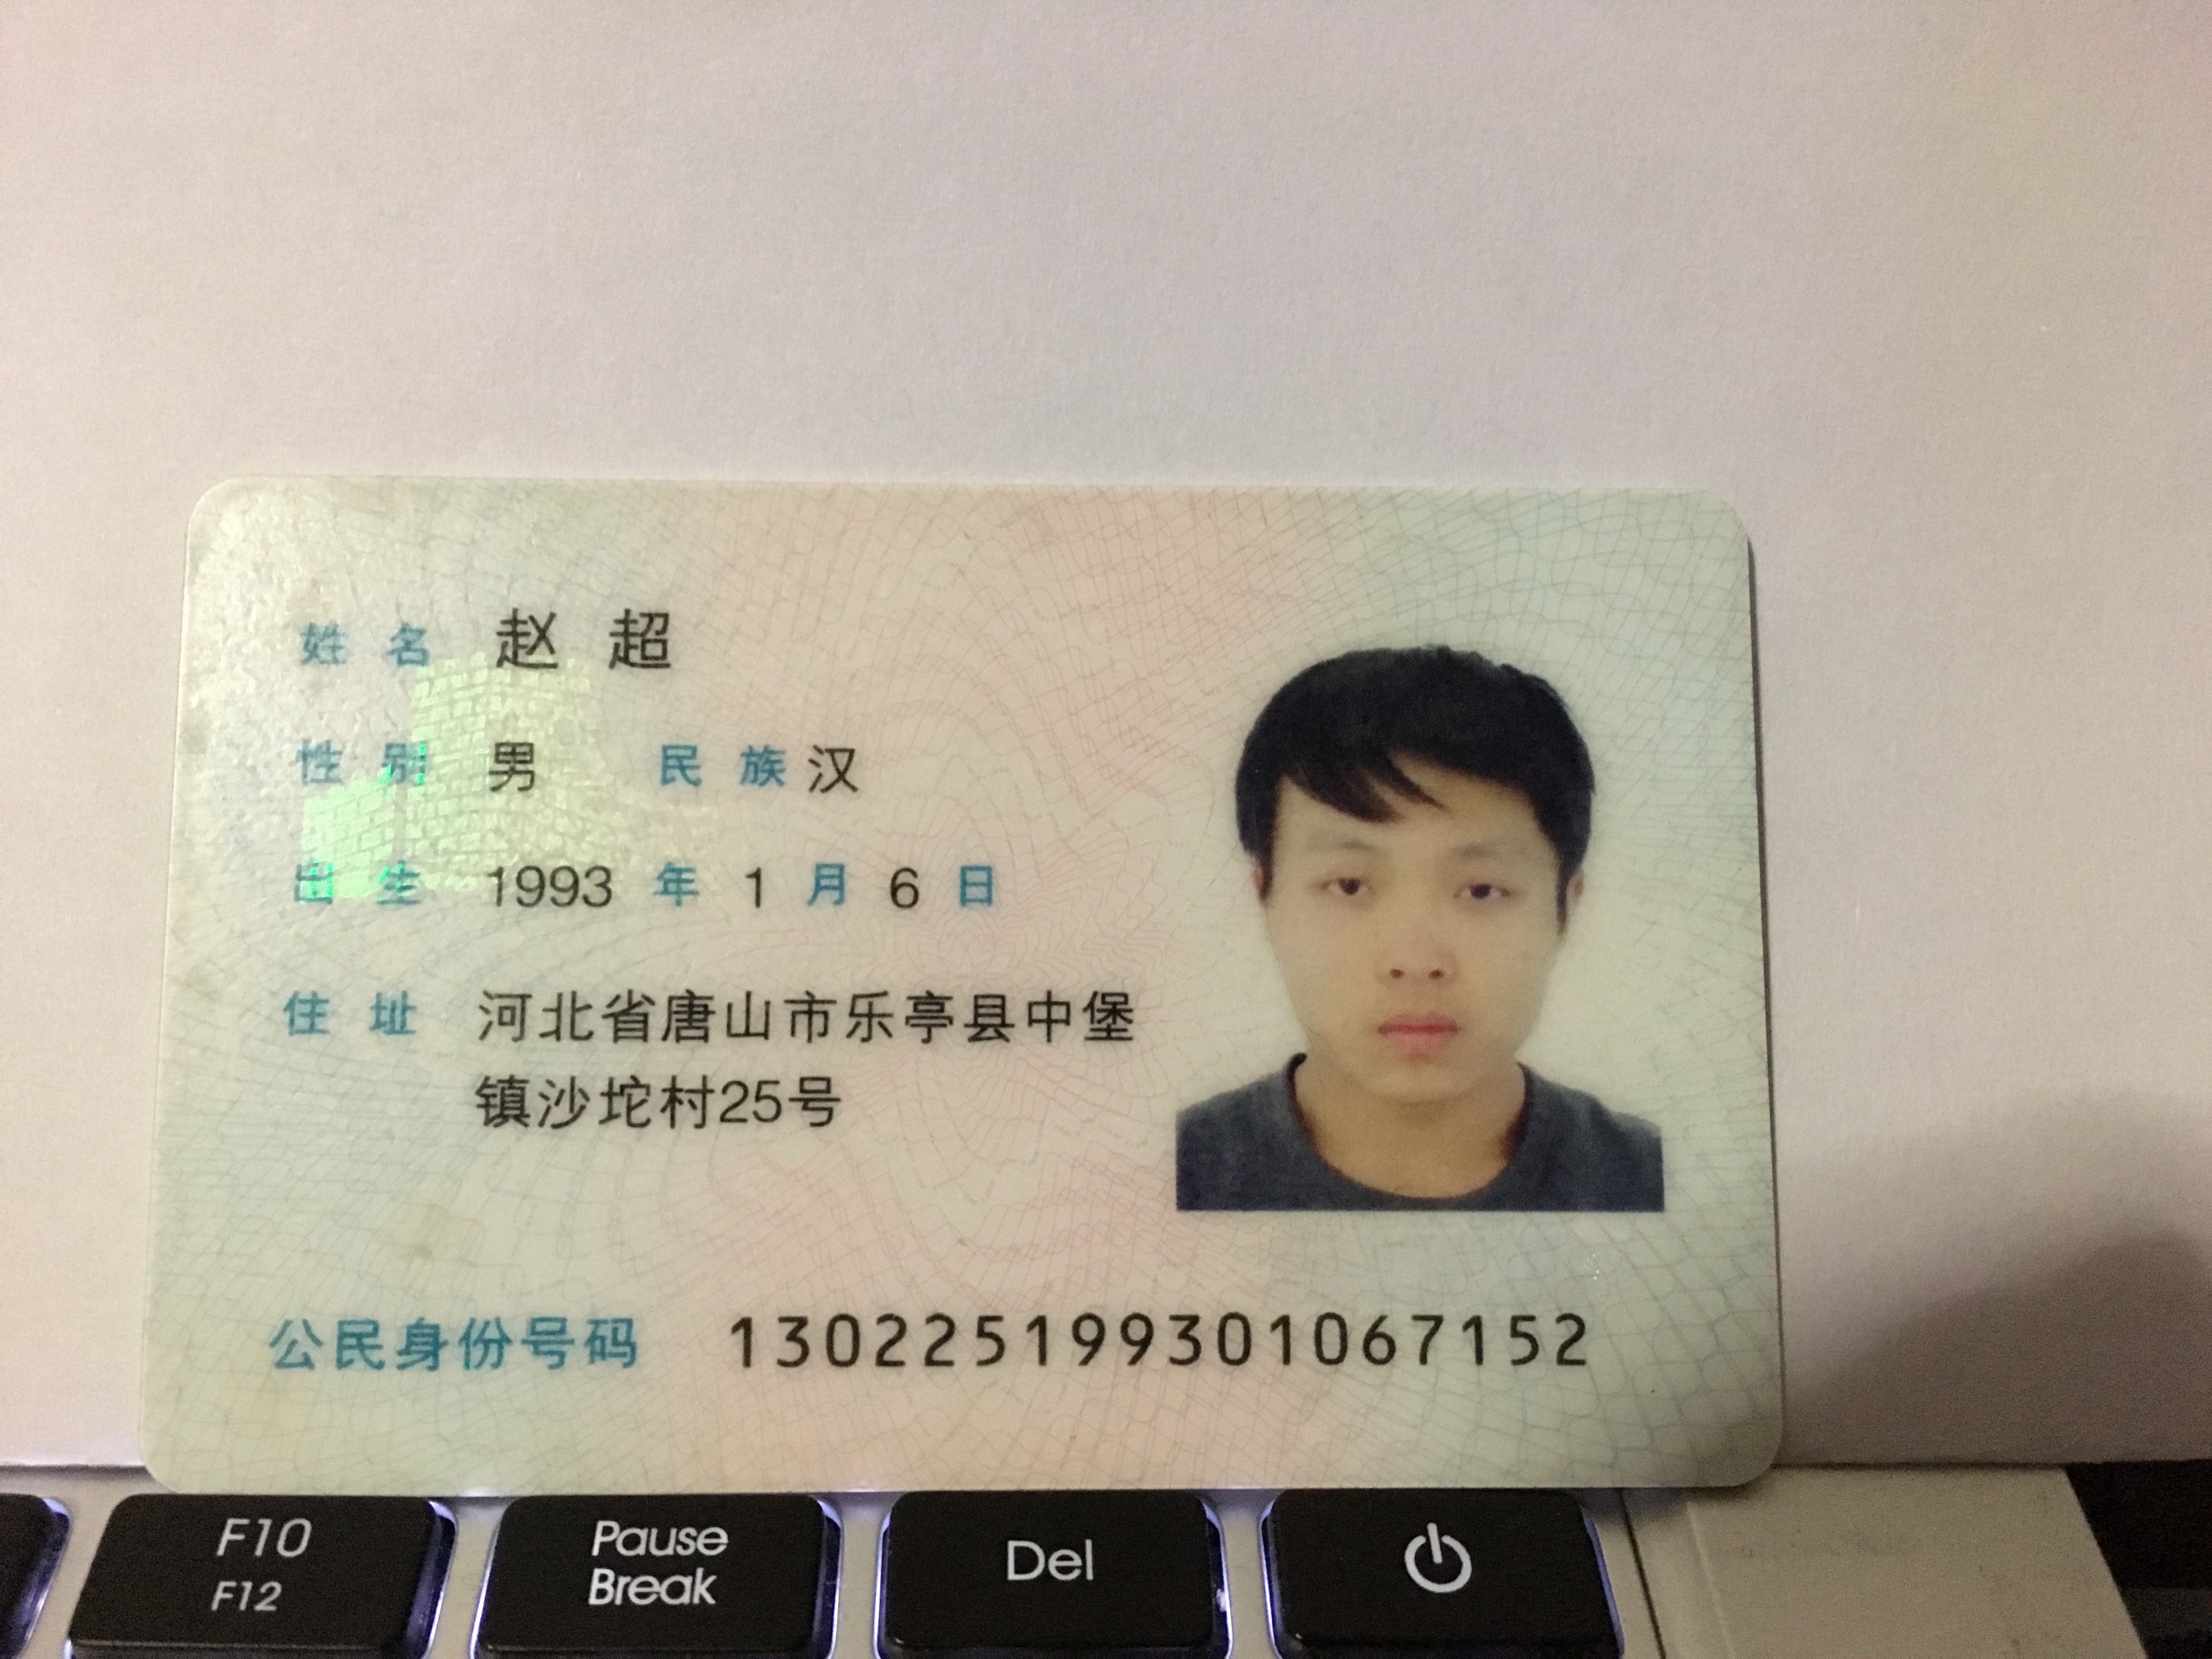 姓名 赵超
性别 男 民族 汉
出生 1993 年 1 月 6 日
住址 河北省唐山市乐亭县中堡
镇沙坨村25号
公民身份号码 130225199301067152
F10 Pause Del
F12 Break